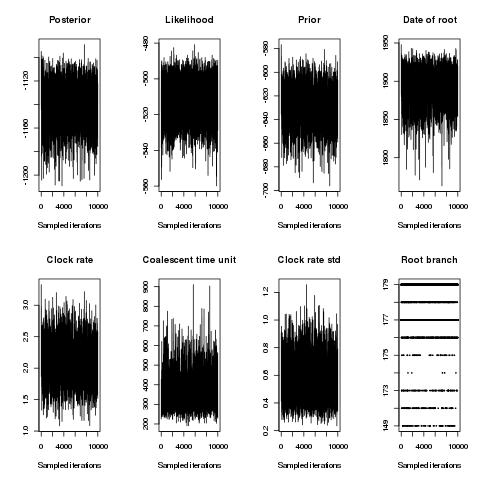 Posterior Likelihood Prior Date of root
-1120 -1160 -1200
-480 -500 -520 -540 -560
-580 -600 -620 -640 -660 -680 -700
1950 1900 1850 1800
0 4000 10000 0 4000 10000 0 4000 10000 0 4000 10000
Sampled iterations Sampled iterations Sampled iterations Sampled iterations
Clock rate Coalescent time unit Clock rate std Root branch
3.0 2.5 2.0 1.5 1.0
900 800 700 600 500 400 300 200
1.2 1.0 0.8 0.6 0.4 0.2
179 177 175 173 149
0 4000 10000 0 4000 10000 0 4000 10000 0 4000 10000
Sampled iterations Sampled iterations Sampled iterations Sampled iterations